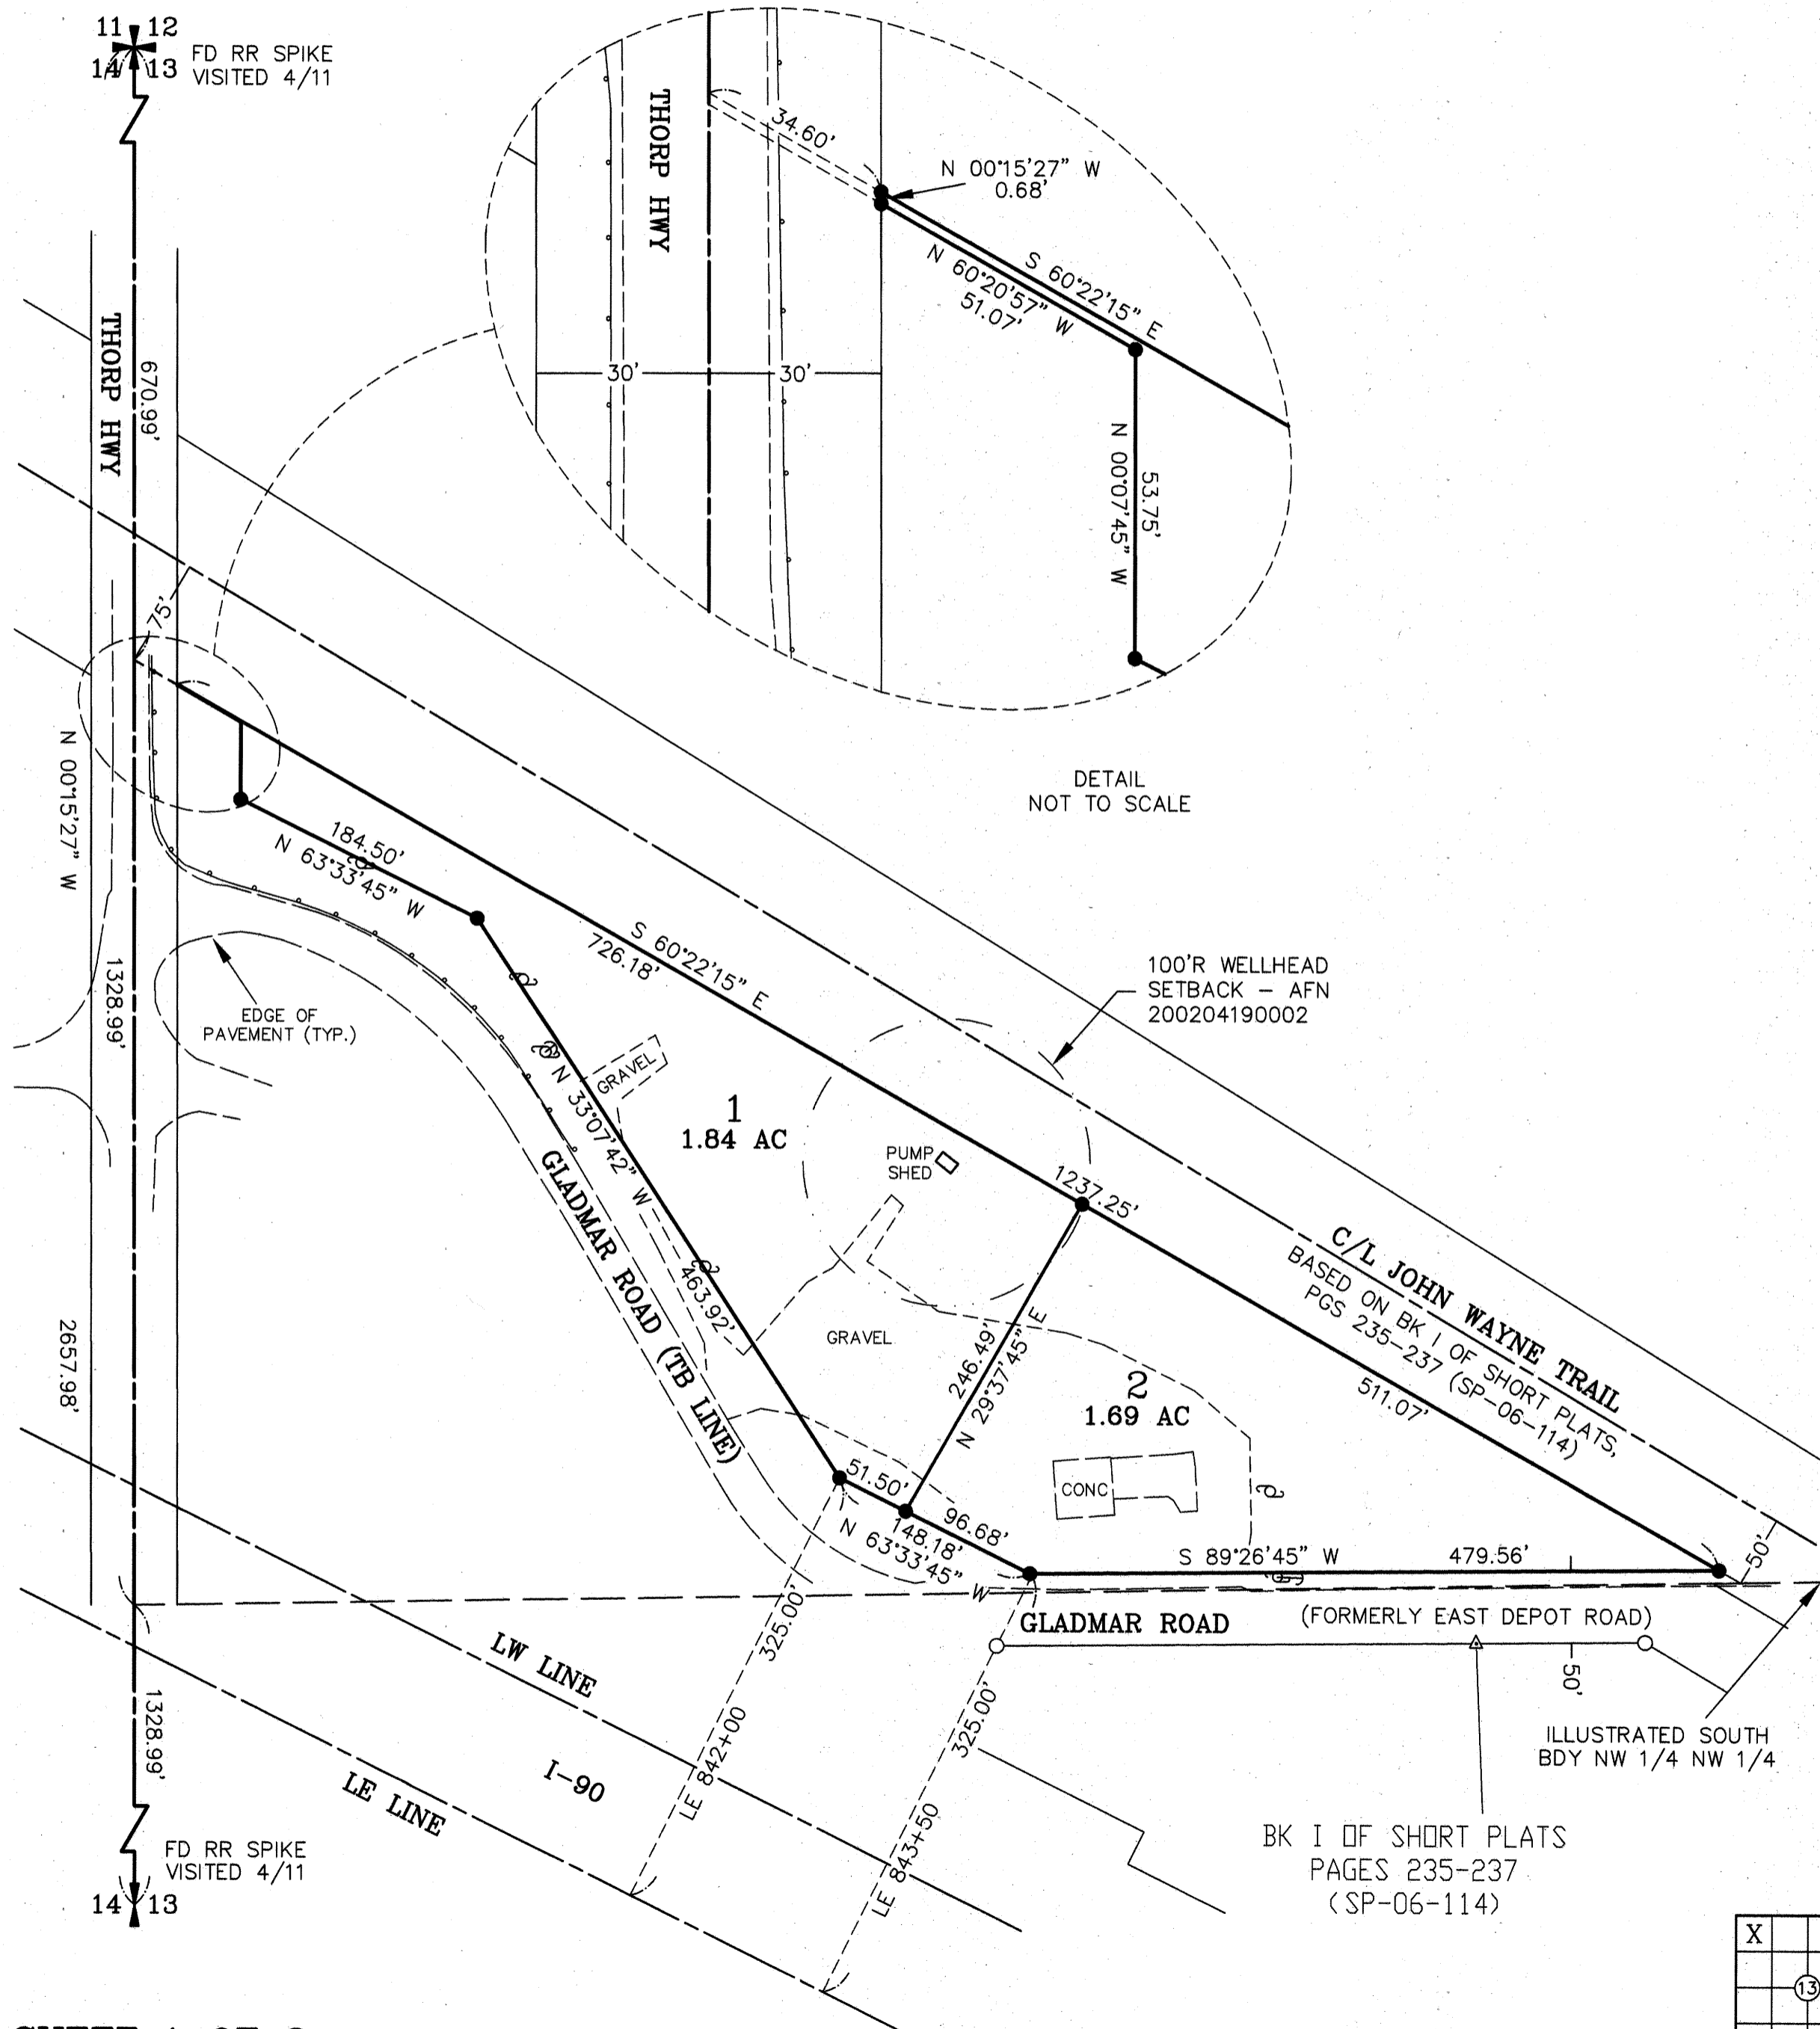 11 12
14 13
FD RR SPIKE
VISITED 4/11
THORP HWY
34.60'
N 00°15'27" W
0.68'
N 60°20'57" W
51.07'
S 60°22'15" E
30'
30'
N 00°07'45" W
53.75'
DETAIL
NOT TO SCALE
THORP HWY
670.99'
75'
N 00°15'27" W
1328.99'
2657.98'
184.50'
N 63°33'45" W
S 60°22'15" E
726.18'
EDGE OF
PAVEMENT (TYP.)
100'R WELLHEAD
SETBACK – AFN
200204190002
GRAVEL
1
1.84 AC
PUMP
SHED
N 33°07'42" W
463.92'
GLADMAR ROAD (TB LINE)
1237.25'
C/L JOHN WAYNE TRAIL
BASED ON BK I OF SHORT PLATS,
PGS 235-237 (SP-06-114)
511.07'
GRAVEL
246.49'
N 29°37'45" E
2
1.69 AC
CONC
51.50'
96.68'
148.18'
N 63°33'45" W
S 89°26'45" W
479.56'
50'
GLADMAR ROAD
(FORMERLY EAST DEPOT ROAD)
50'
325.00'
LE 842+00
325.00'
LE 843+50
LW LINE
I-90
LE LINE
1328.99'
ILLUSTRATED SOUTH
BDY NW 1/4 NW 1/4
BK I OF SHORT PLATS
PAGES 235-237
(SP-06-114)
FD RR SPIKE
VISITED 4/11
14 13
X
13